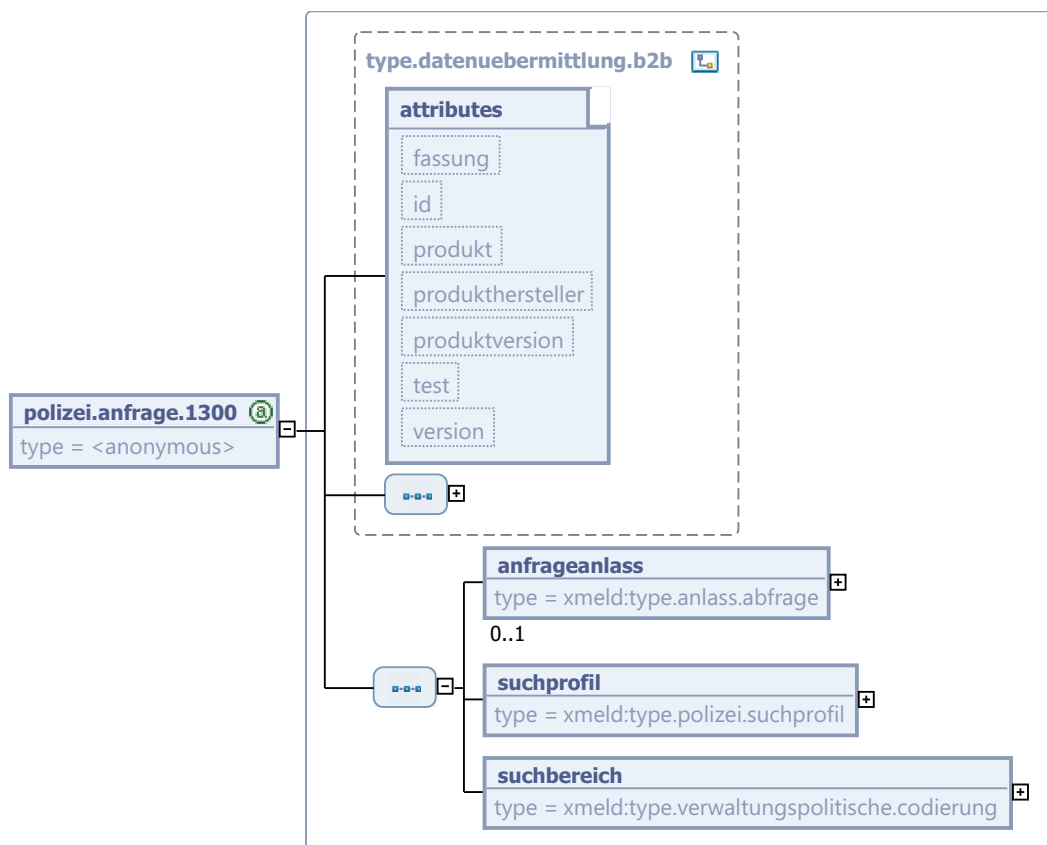 type.datenuebermittlung.b2b
attributes
fassung
id
produkt
produkthersteller
produktversion
test
version
polizei.anfrage.1300 @
type = <anonymous>
anfrageanlass
type = xmeld:type.anlass.abfrage
0..1
suchprofil
type = xmeld:type.polizei.suchprofil
suchbereich
type = xmeld:type.verwaltungspolitische.codierung